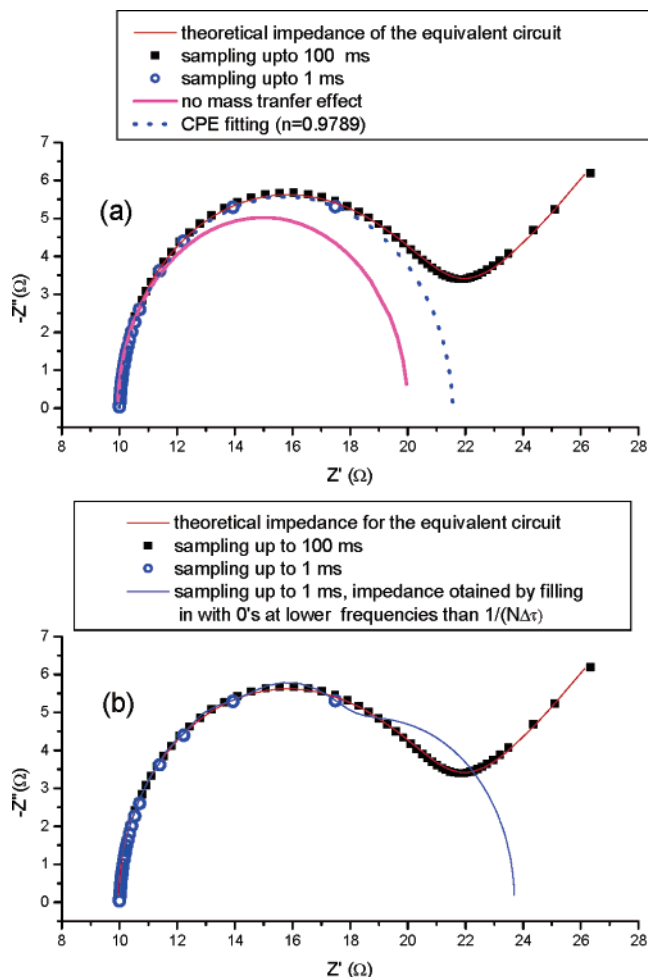 theoretical impedance of the equivalent circuit
sampling upto 100 ms
sampling upto 1 ms
no mass tranfer effect
CPE fitting (n=0.9789)
(a)
7
6
5
4
3
2
1
0
-Z"(Ω)
8 10 12 14 16 18 20 22 24 26 28
Z' (Ω)
theoretical impedance for the equivalent circuit
sampling up to 100 ms
sampling up to 1 ms
sampling up to 1 ms, impedance otained by filling
in with 0's at lower frequencies than 1/(NΔτ)
(b)
7
6
5
4
3
2
1
0
-Z"(Ω)
8 10 12 14 16 18 20 22 24 26 28
Z' (Ω)